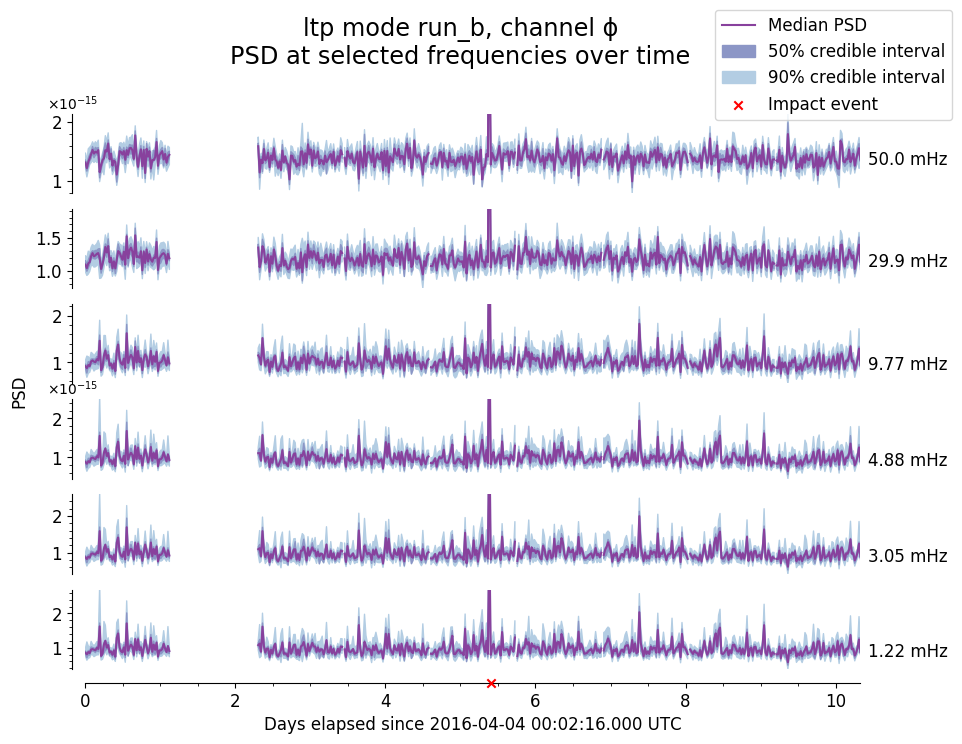 ltp mode run_b, channel ϕ
PSD at selected frequencies over time
Median PSD
50% credible interval
90% credible interval
Impact event
×10⁻¹⁵
2
1
50.0 mHz
1.5
1.0
29.9 mHz
2
1
9.77 mHz
PSD
×10⁻¹⁵
2
1
4.88 mHz
2
1
3.05 mHz
2
1
1.22 mHz
0 2 4 6 8 10
Days elapsed since 2016-04-04 00:02:16.000 UTC